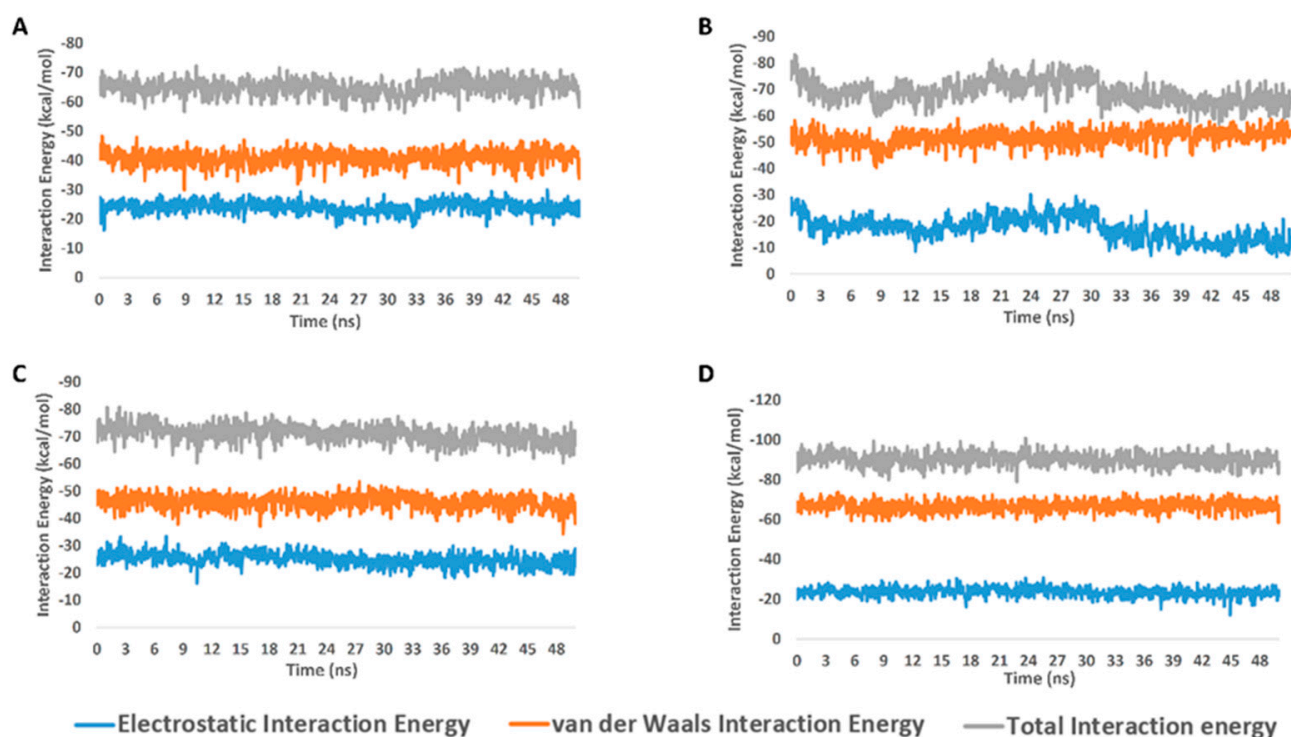 A
Interaction Energy (kcal/mol)
-80
-70
-60
-50
-40
-30
-20
-10
0
0 3 6 9 12 15 18 21 24 27 30 33 36 39 42 45 48
Time (ns)
B
Interaction Energy (kcal/mol)
-90
-80
-70
-60
-50
-40
-30
-20
-10
0
0 3 6 9 12 15 18 21 24 27 30 33 36 39 42 45 48
Time (ns)
C
Interaction Energy (kcal/mol)
-90
-80
-70
-60
-50
-40
-30
-20
-10
0
0 3 6 9 12 15 18 21 24 27 30 33 36 39 42 45 48
Time (ns)
D
Interaction Energy (kcal/mol)
-120
-100
-80
-60
-40
-20
0
0 3 6 9 12 15 18 21 24 27 30 33 36 39 42 45 48
Time (ns)
Electrostatic Interaction Energy van der Waals Interaction Energy Total Interaction energy